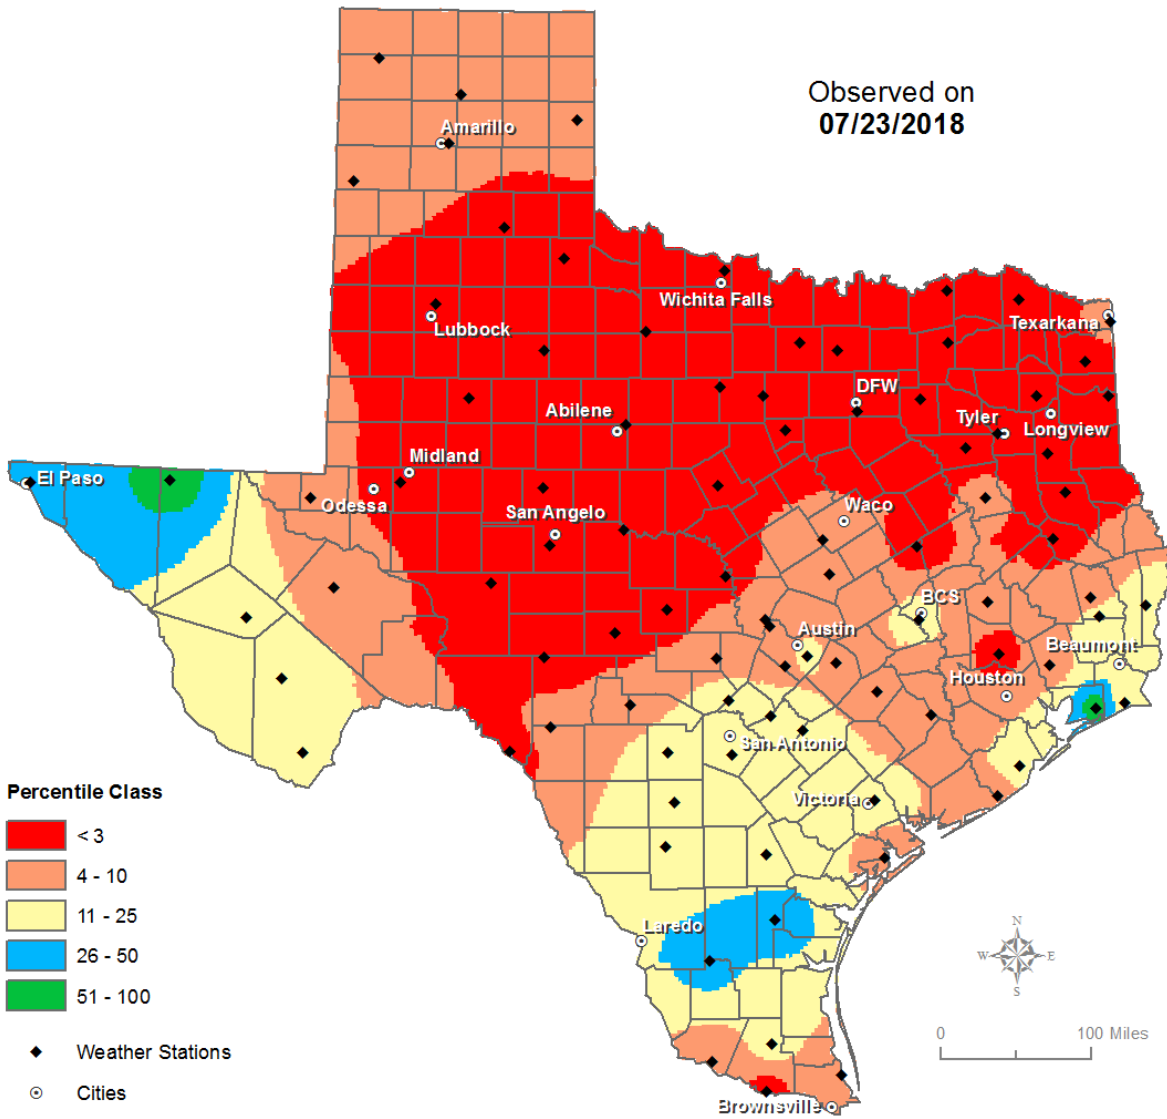 Observed on
07/23/2018
Amarillo
Wichita Falls
Lubbock
Texarkana
DFW
Abilene
Tyler
Longview
Midland
El Paso
Odessa
San Angelo
Waco
BCS
Austin
Beaumont
Houston
San Antonio
Victoria
Laredo
Brownsville
Percentile Class
< 3
4 - 10
11 - 25
26 - 50
51 - 100
Weather Stations
Cities
N
W E
S
0 100 Miles